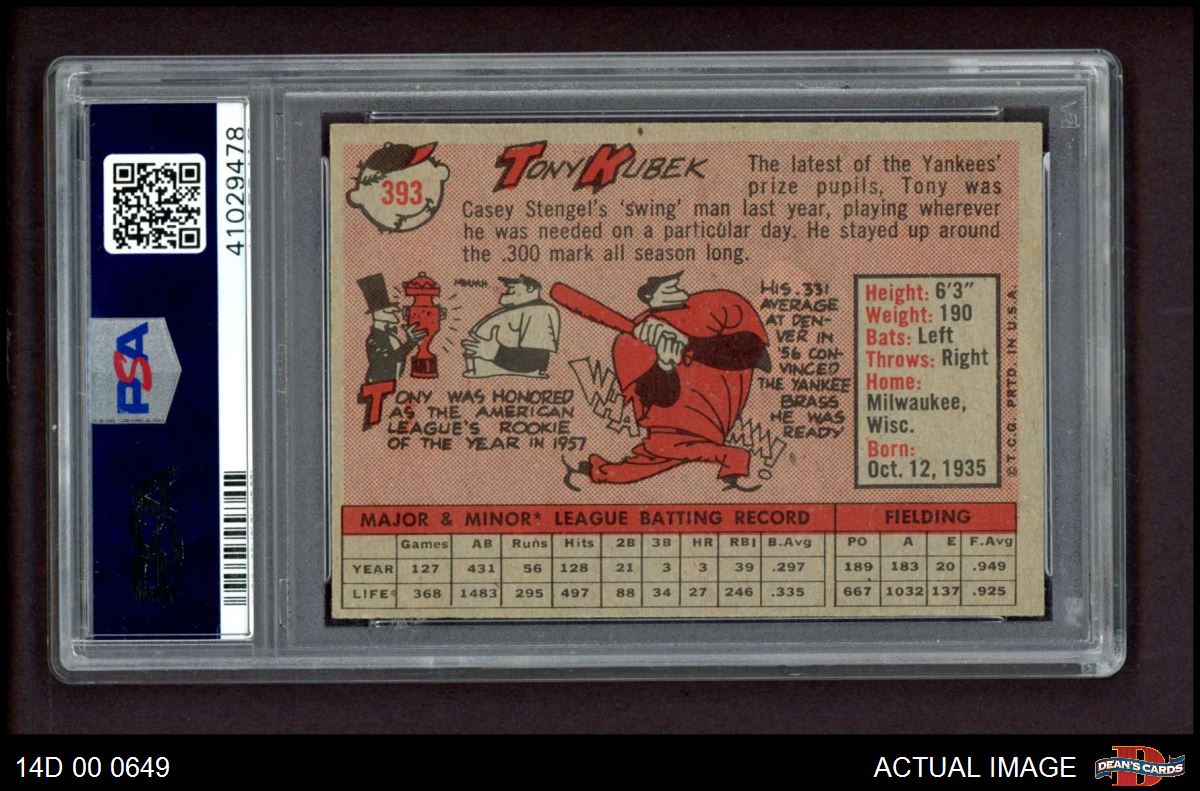 41029478
PSA
PSA
393
TONY KUBEK
The latest of the Yankees'
prize pupils, Tony was
Casey Stengel's 'swing' man last year, playing wherever
he was needed on a particular day. He stayed up around
the .300 mark all season long.
MMMH
TONY WAS HONORED
AS THE AMERICAN
LEAGUE'S ROOKIE
OF THE YEAR IN 1957
HIS .331
AVERAGE
AT DEN-
VER IN
'56 CON-
VINCED
THE YANKEE
BRASS
HE WAS
READY
Height: 6'3"
Weight: 190
Bats: Left
Throws: Right
Home:
Milwaukee,
Wisc.
Born:
Oct. 12, 1935
© T.C.G. PRTD. IN U.S.A.
MAJOR & MINOR* LEAGUE BATTING RECORD FIELDING
Games AB Runs Hits 2B 3B HR RBI B.Avg PO A E F.Avg
YEAR 127 431 56 128 21 3 3 39 .297 189 183 20 .949
LIFE* 368 1483 295 497 88 34 27 246 .335 667 1032 137 .925
14D 00 0649
ACTUAL IMAGE
DEAN'S CARDS